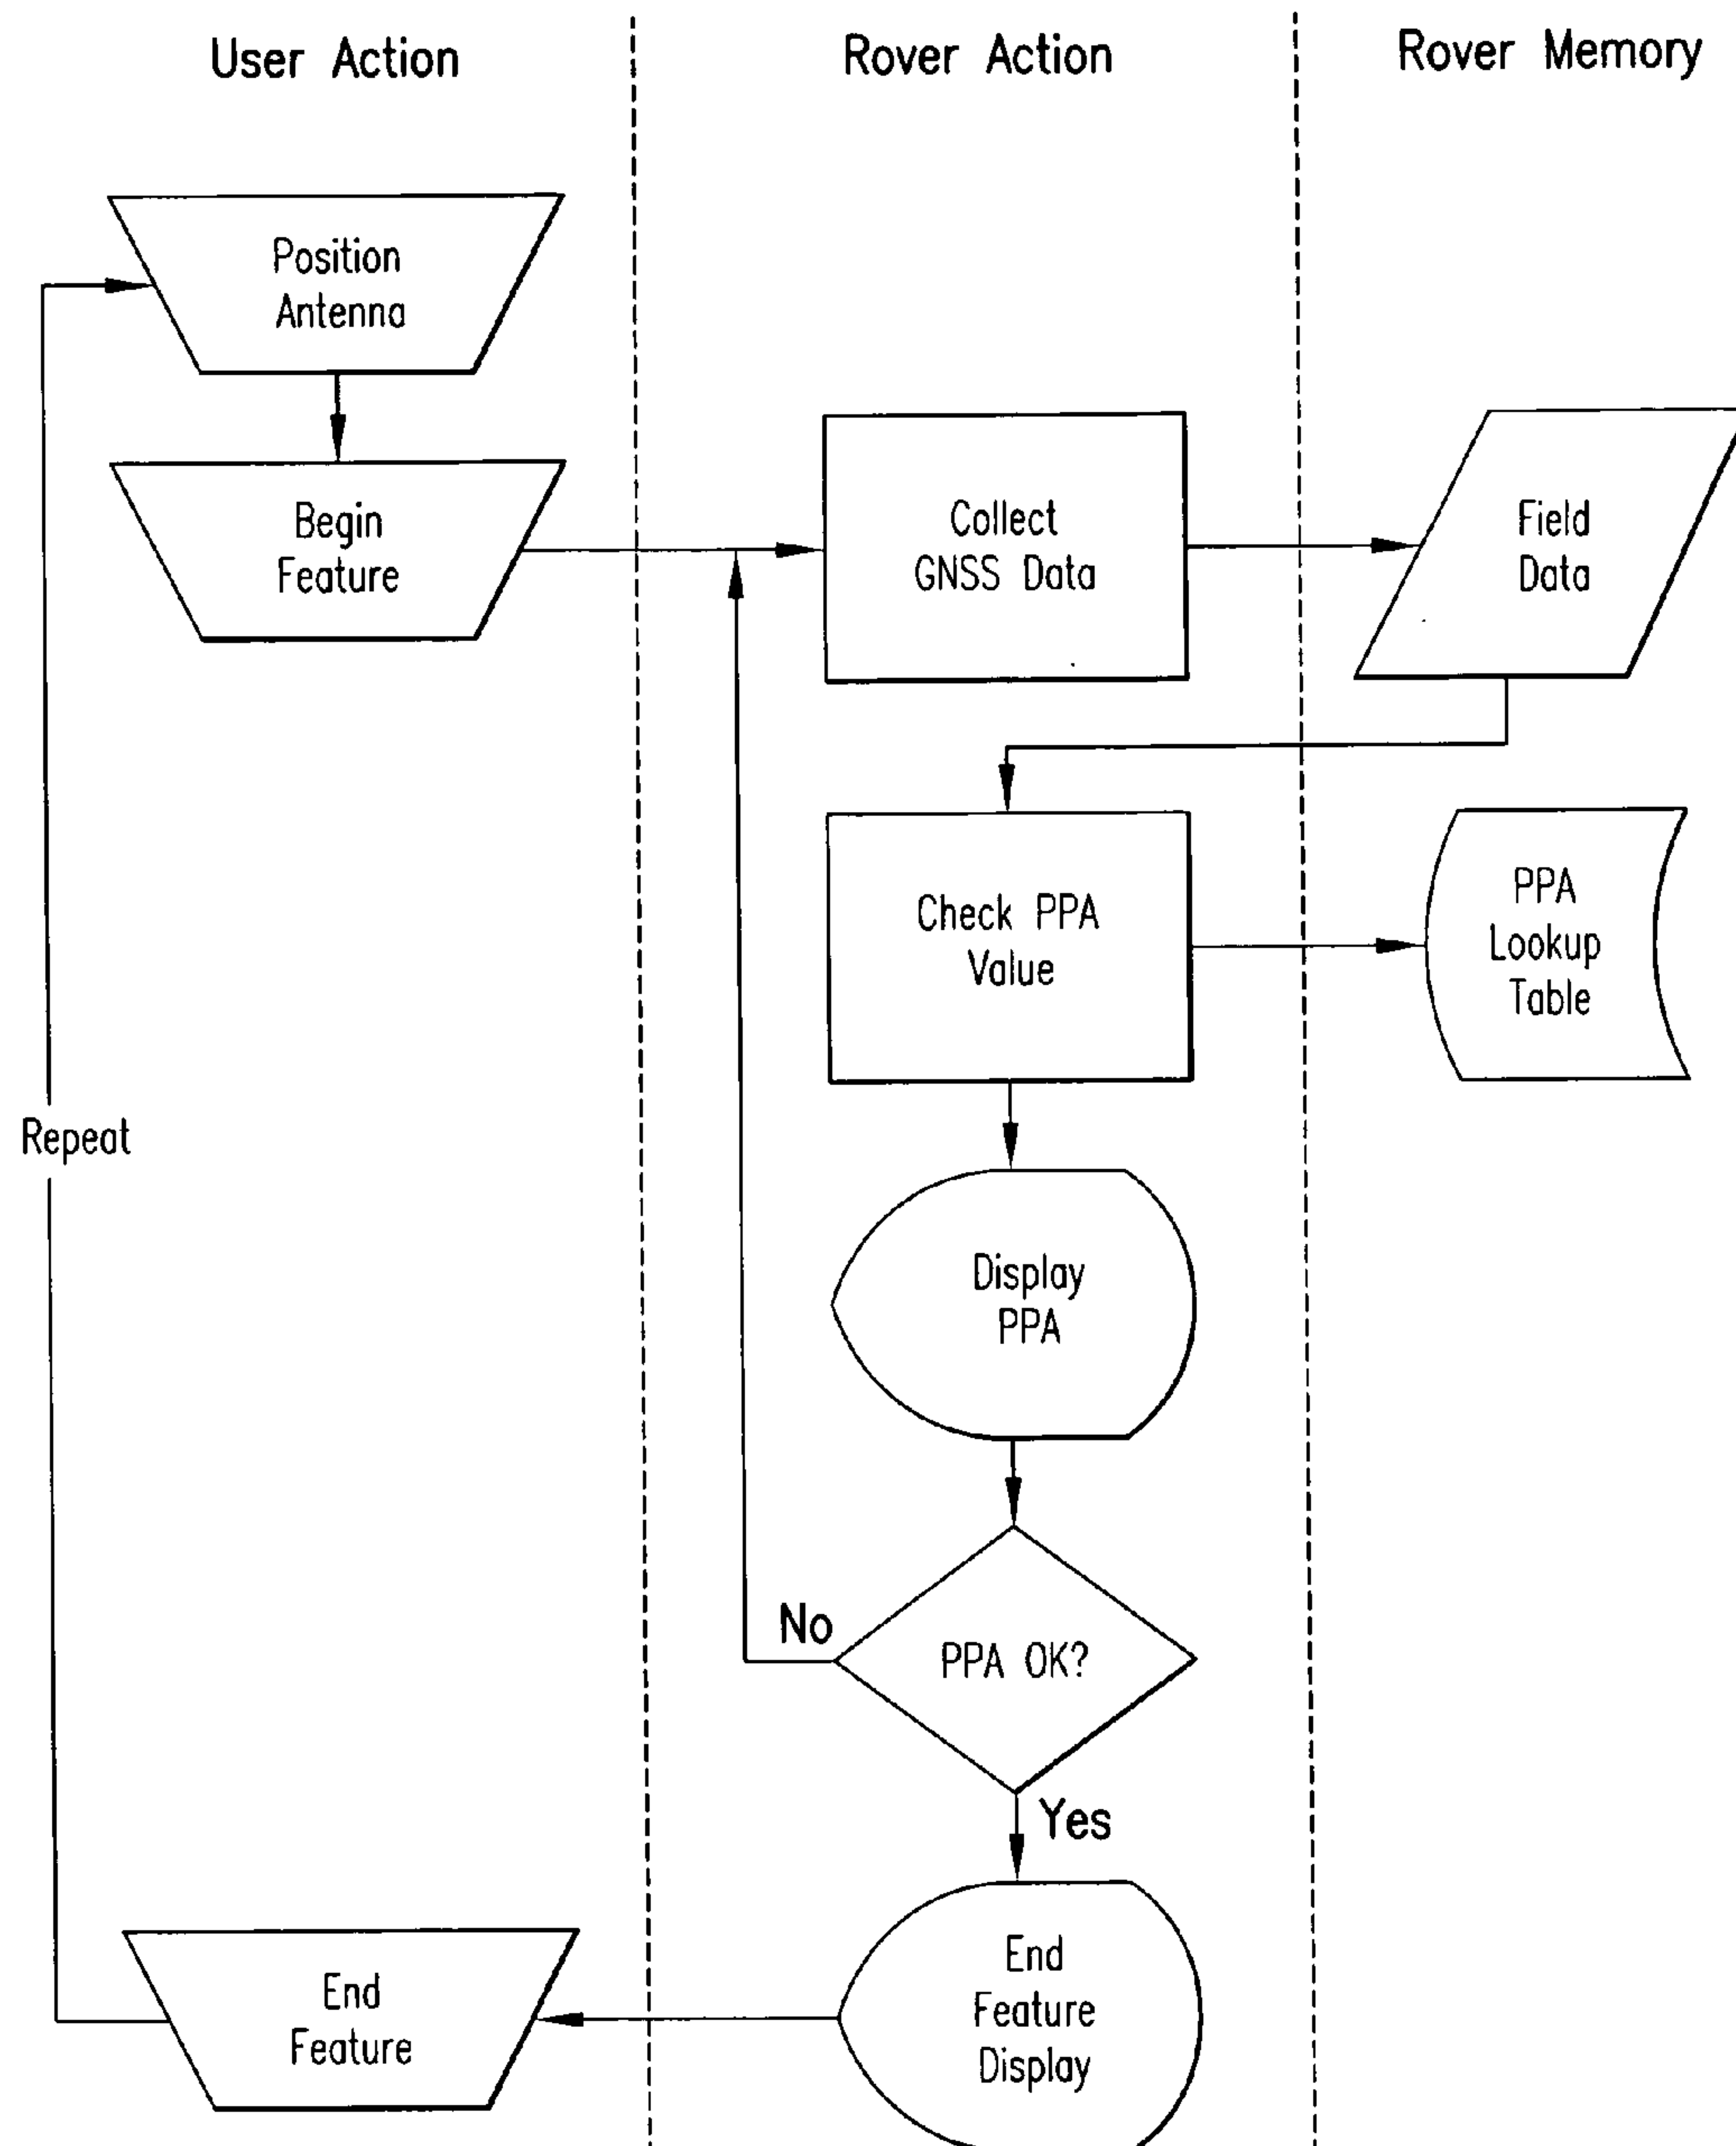 User Action
Rover Action
Rover Memory
Position
Antenna
Begin
Feature
Collect
GNSS Data
Field
Data
Check PPA
Value
PPA
Lookup
Table
Repeat
Display
PPA
No
PPA OK?
Yes
End
Feature
End
Feature
Display